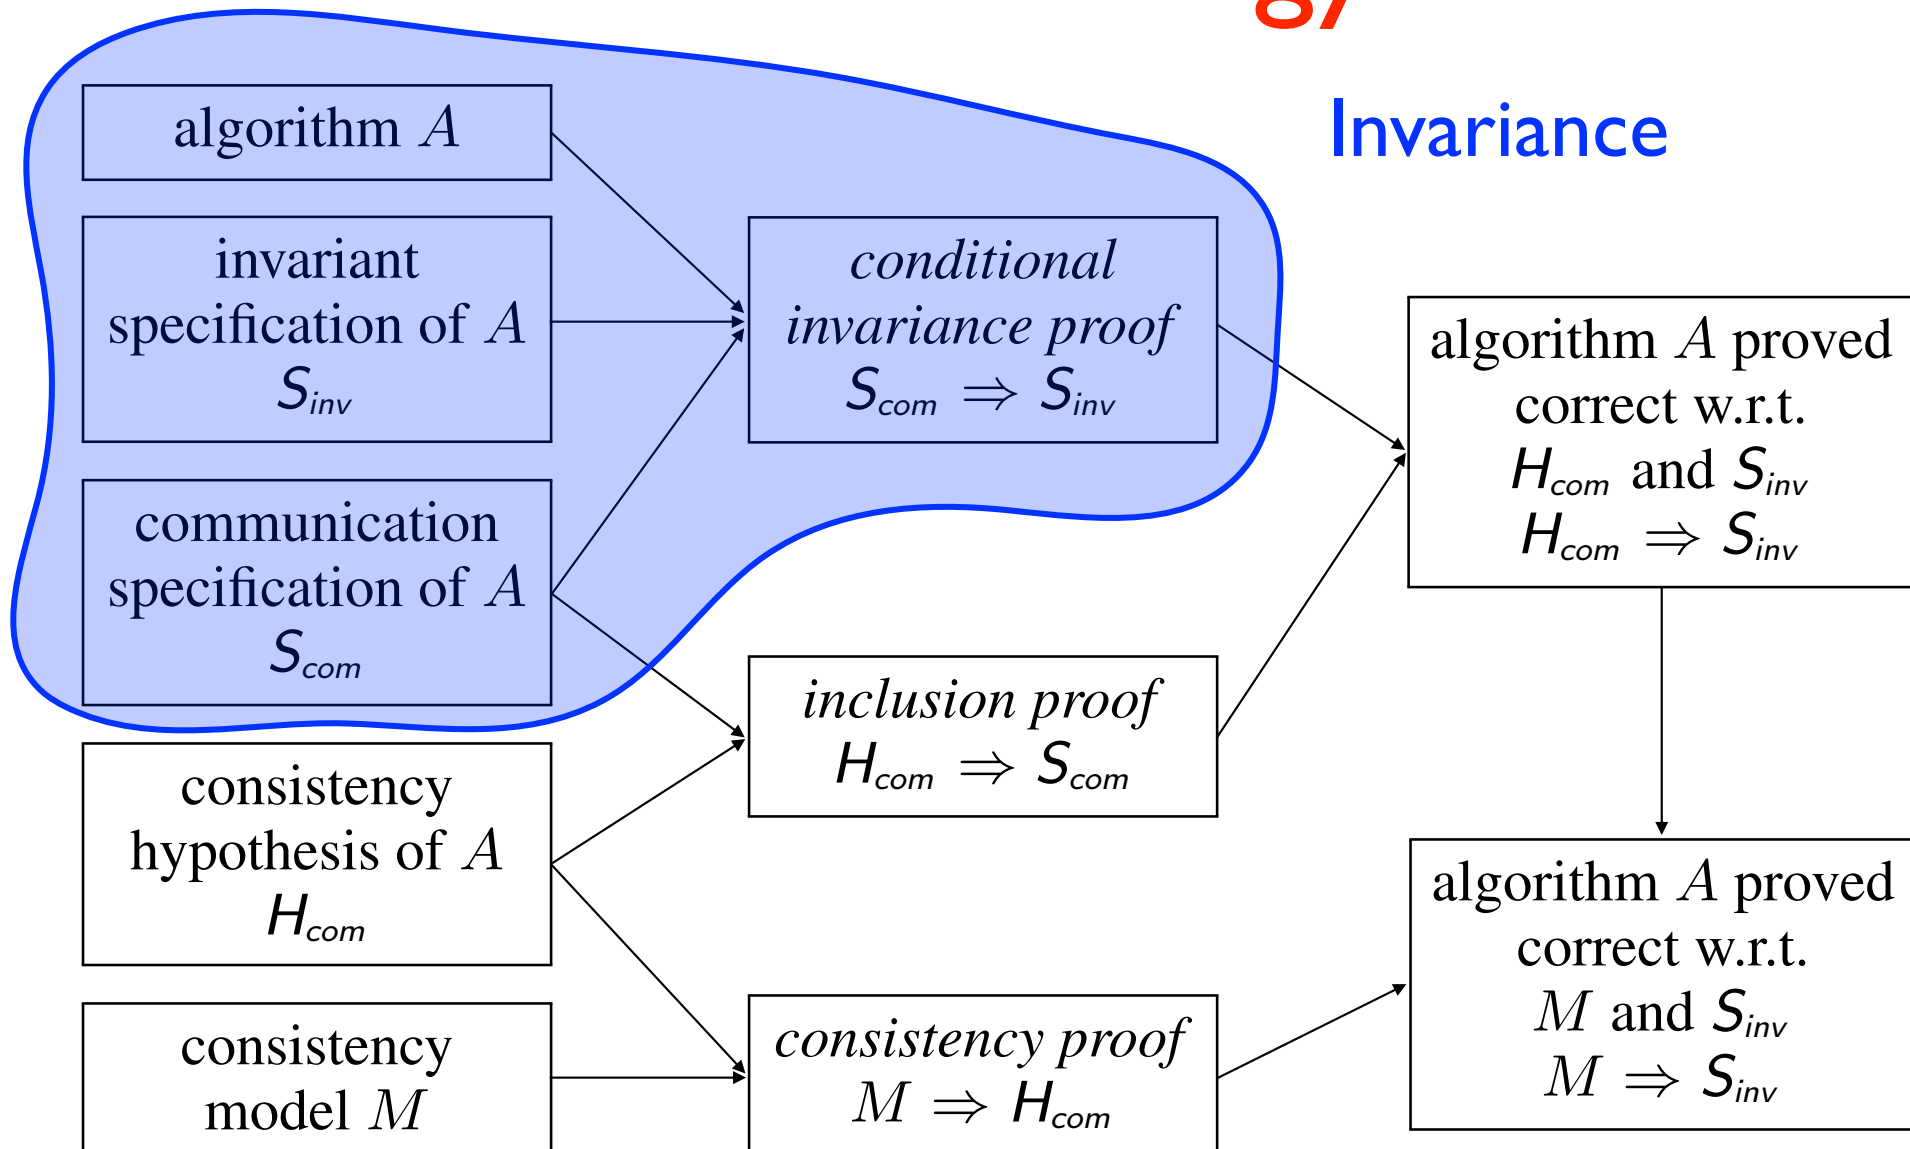 Invariance
algorithm A
invariant
specification of A
S_inv
communication
specification of A
S_com
consistency
hypothesis of A
H_com
consistency
model M
conditional
invariance proof
S_com ⇒ S_inv
inclusion proof
H_com ⇒ S_com
consistency proof
M ⇒ H_com
algorithm A proved
correct w.r.t.
H_com and S_inv
H_com ⇒ S_inv
algorithm A proved
correct w.r.t.
M and S_inv
M ⇒ S_inv